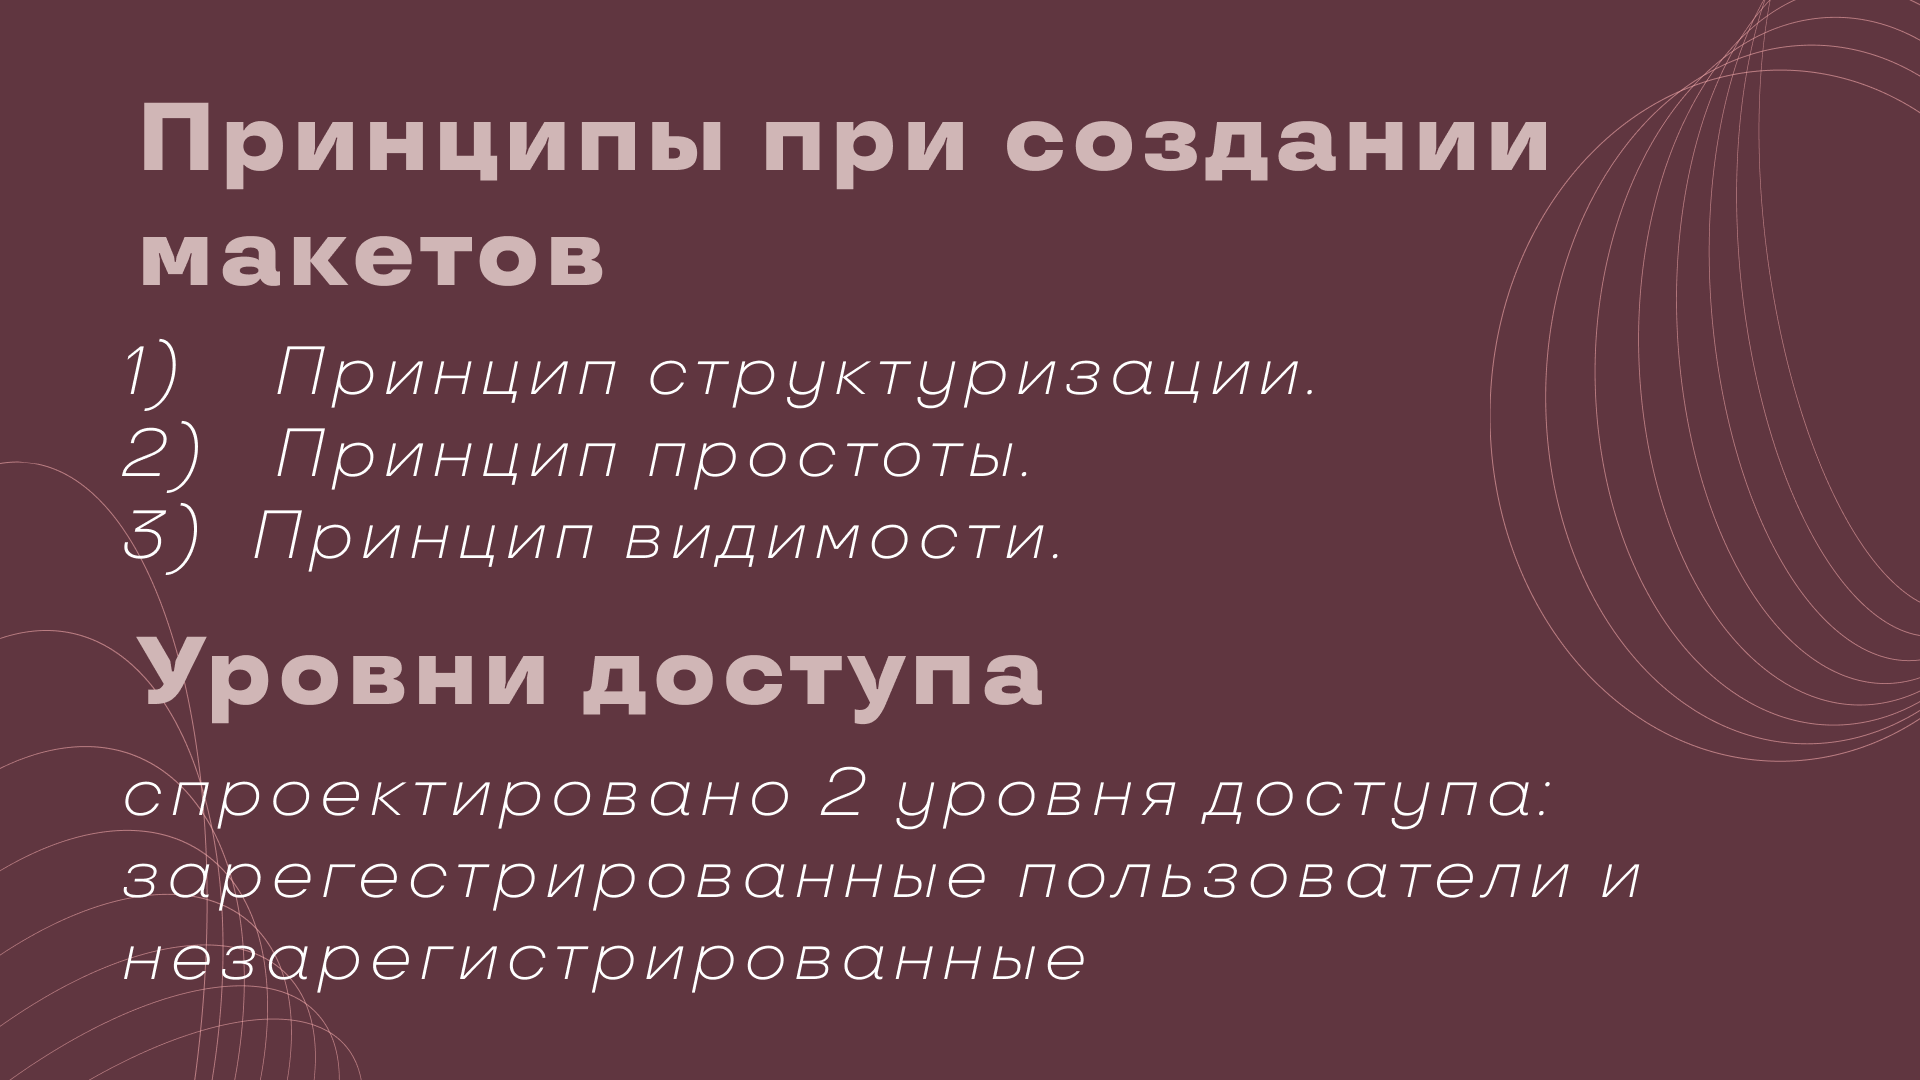 Принципы при создании
макетов
1) Принцип структуризации.
2) Принцип простоты.
3) Принцип видимости.
Уровни доступа
спроектировано 2 уровня доступа:
зарегестрированные пользователи и
незарегистрированные